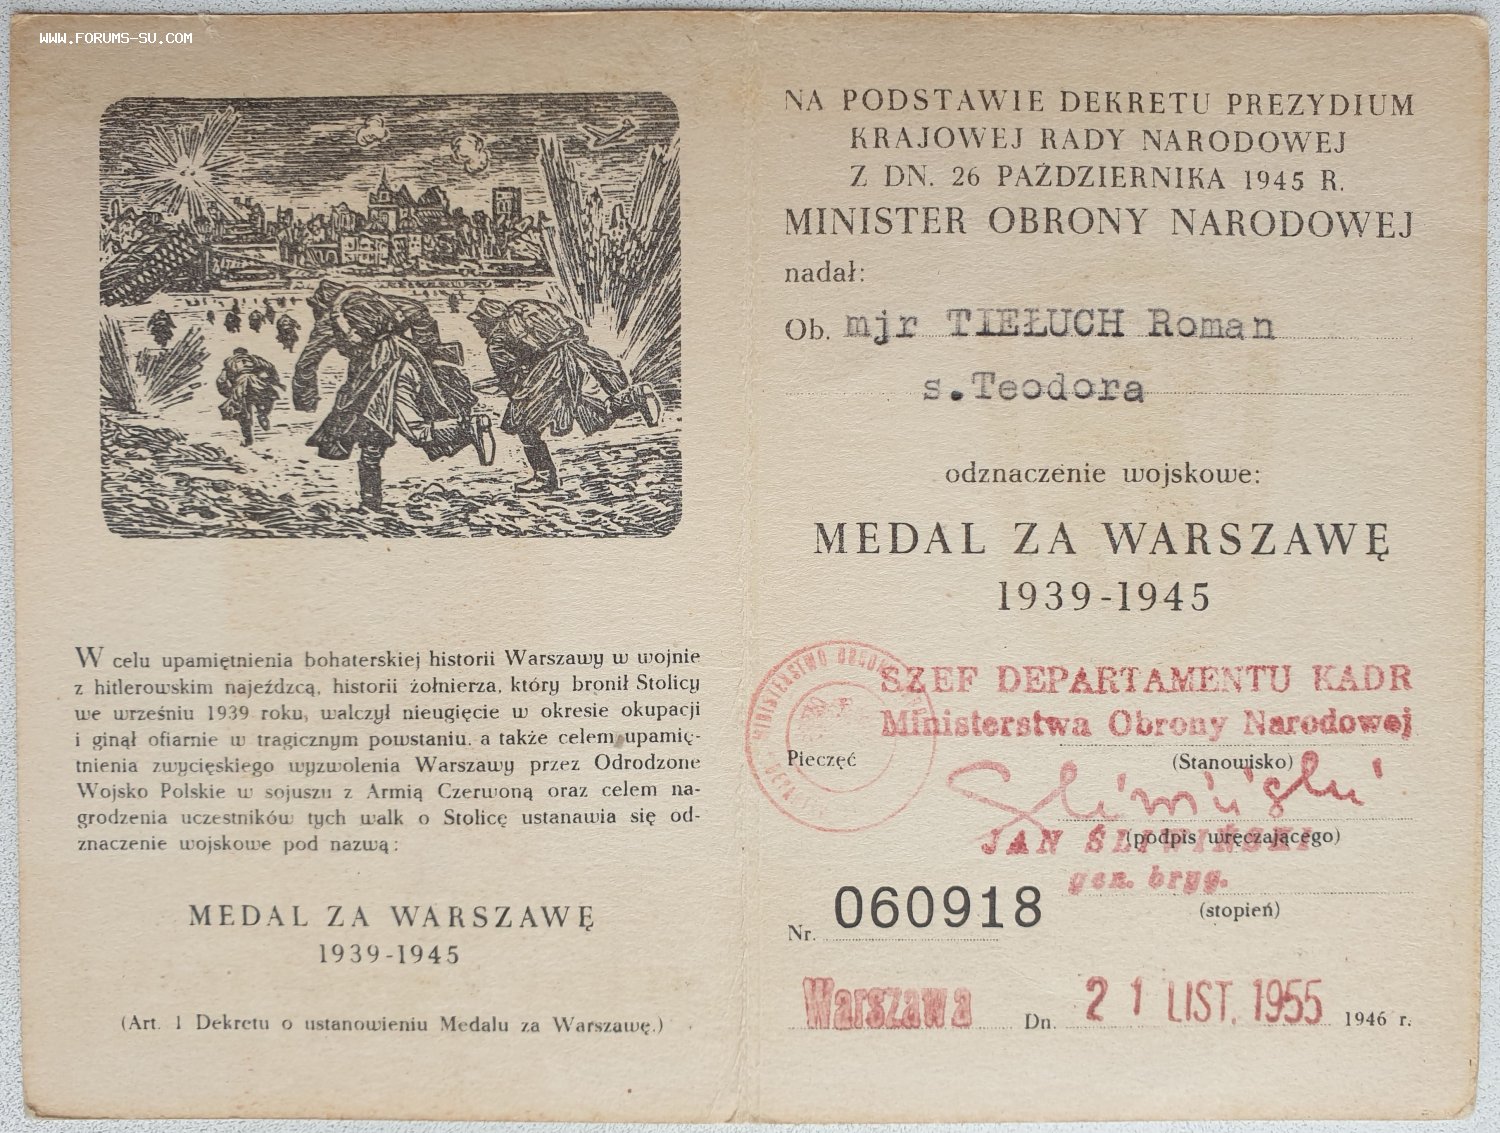 WWW.FORUMS-SU.COM
W celu upamiętnienia bohaterskiej historii Warszawy w wojnie
z hitlerowskim najeźdzcą, historii żołnierza, który bronił Stolicy
we wrześniu 1939 roku, walczył nieugięcie w okresie okupacji
i ginął ofiarnie w tragicznym powstaniu, a także celem upamię-
tnienia zwycięskiego wyzwolenia Warszawy przez Odrodzone
Wojsko Polskie w sojuszu z Armią Czerwoną oraz celem na-
grodzenia uczestników tych walk o Stolicę ustanawia się od-
znaczenie wojskowe pod nazwą:
MEDAL ZA WARSZAWĘ
1939-1945
(Art. 1 Dekretu o ustanowieniu Medalu za Warszawę.)
NA PODSTAWIE DEKRETU PREZYDIUM
KRAJOWEJ RADY NARODOWEJ
Z DN. 26 PAŹDZIERNIKA 1945 R.
MINISTER OBRONY NARODOWEJ
nadał:
Ob. mjr TIEŁUCH Roman
s.Teodora
odznaczenie wojskowe:
MEDAL ZA WARSZAWĘ
1939-1945
MINISTERSTWO OBRONY
SZEF DEPARTAMENTU KADR
Ministerstwa Obrony Narodowej
Pieczęć
(Stanowisko)
Śliwiński
JAN ŚLIWIŃSKI
(podpis wręczającego)
gen. bryg.
(stopień)
Nr. 060918
Warszawa Dn. 21 LIST. 1955 1946 r.